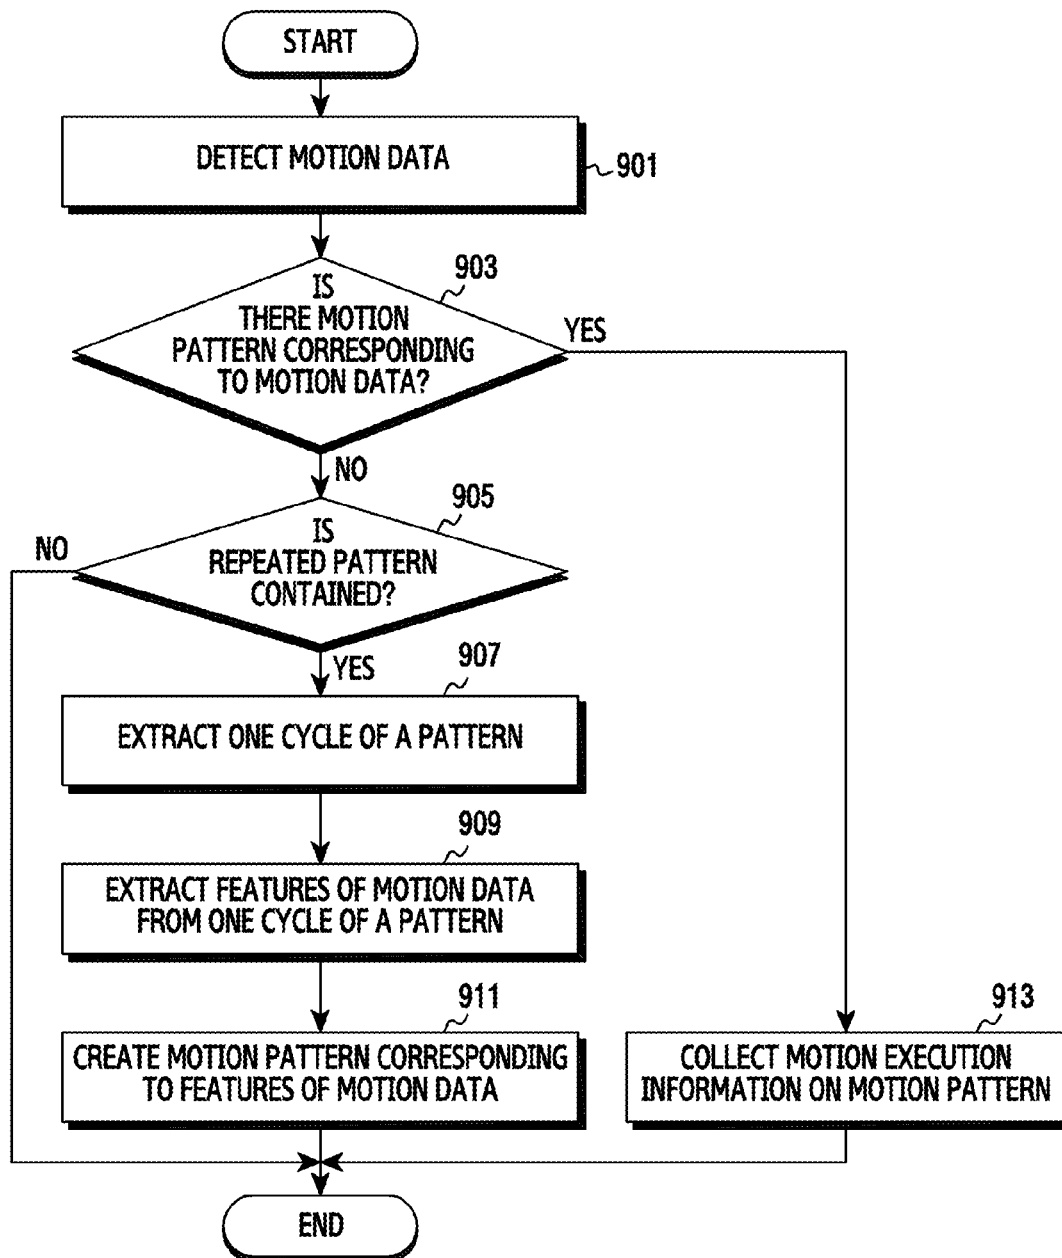 START
DETECT MOTION DATA
901
903
IS
THERE MOTION
PATTERN CORRESPONDING
TO MOTION DATA?
YES
NO
905
IS
REPEATED PATTERN
CONTAINED?
NO
YES
907
EXTRACT ONE CYCLE OF A PATTERN
909
EXTRACT FEATURES OF MOTION DATA
FROM ONE CYCLE OF A PATTERN
911
CREATE MOTION PATTERN CORRESPONDING
TO FEATURES OF MOTION DATA
913
COLLECT MOTION EXECUTION
INFORMATION ON MOTION PATTERN
END